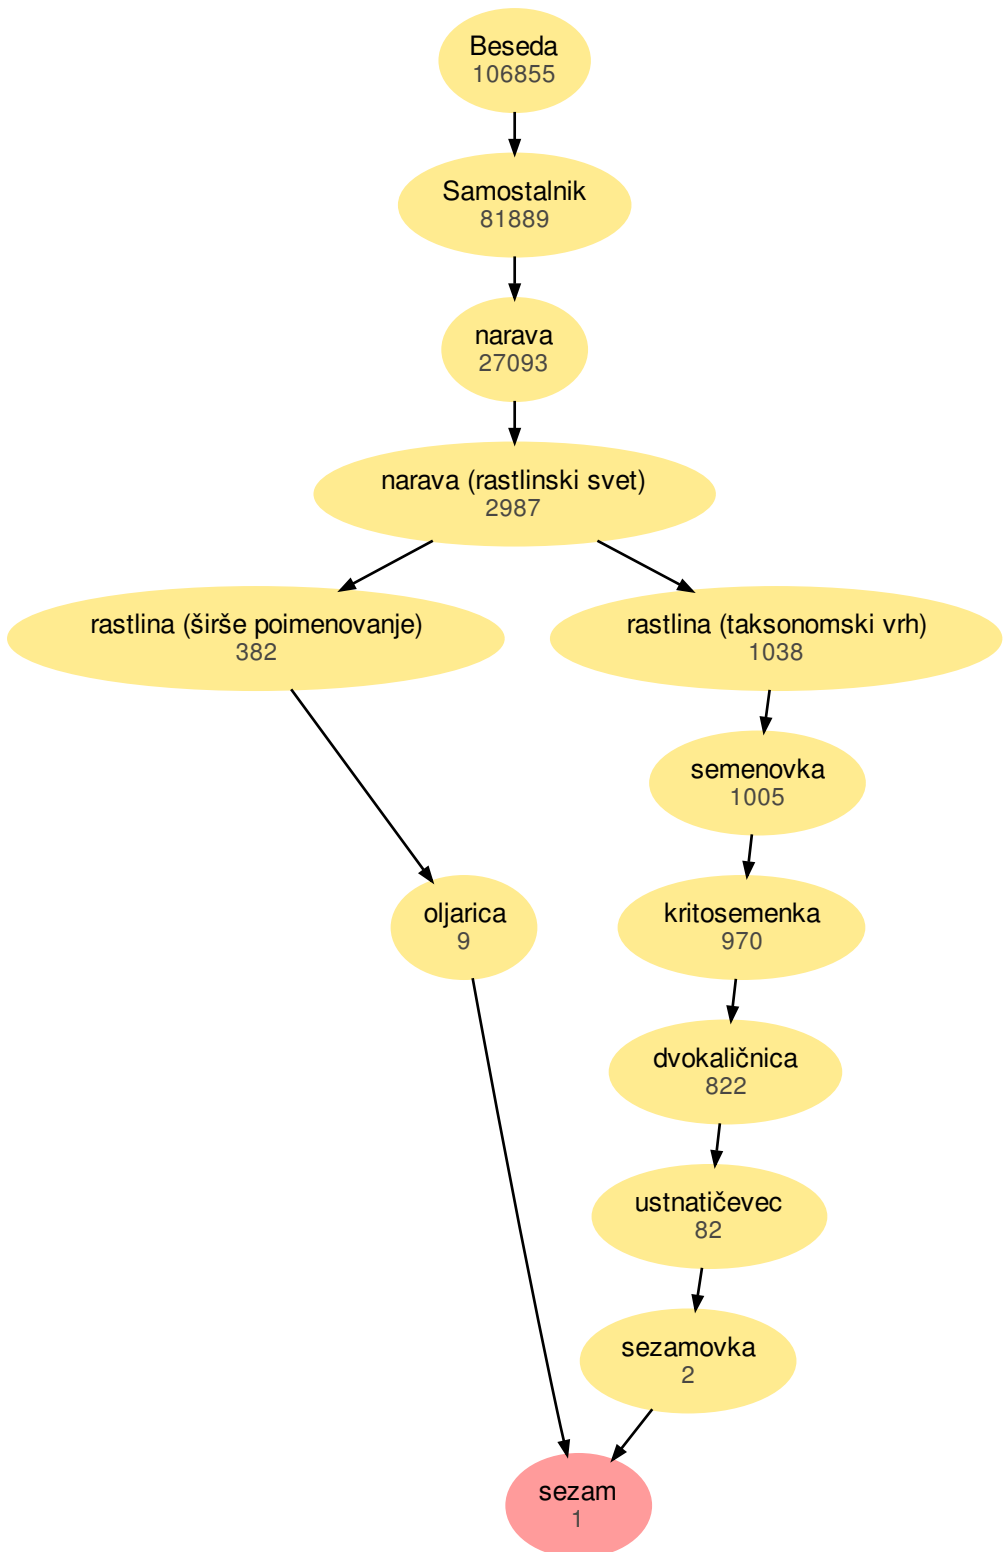 Beseda
106855
Samostalnik
81889
narava
27093
narava (rastlinski svet)
2987
rastlina (širše poimenovanje)
382
rastlina (taksonomski vrh)
1038
semenovka
1005
oljarica
9
kritosemenka
970
dvokaličnica
822
ustnatičevec
82
sezamovka
2
sezam
1